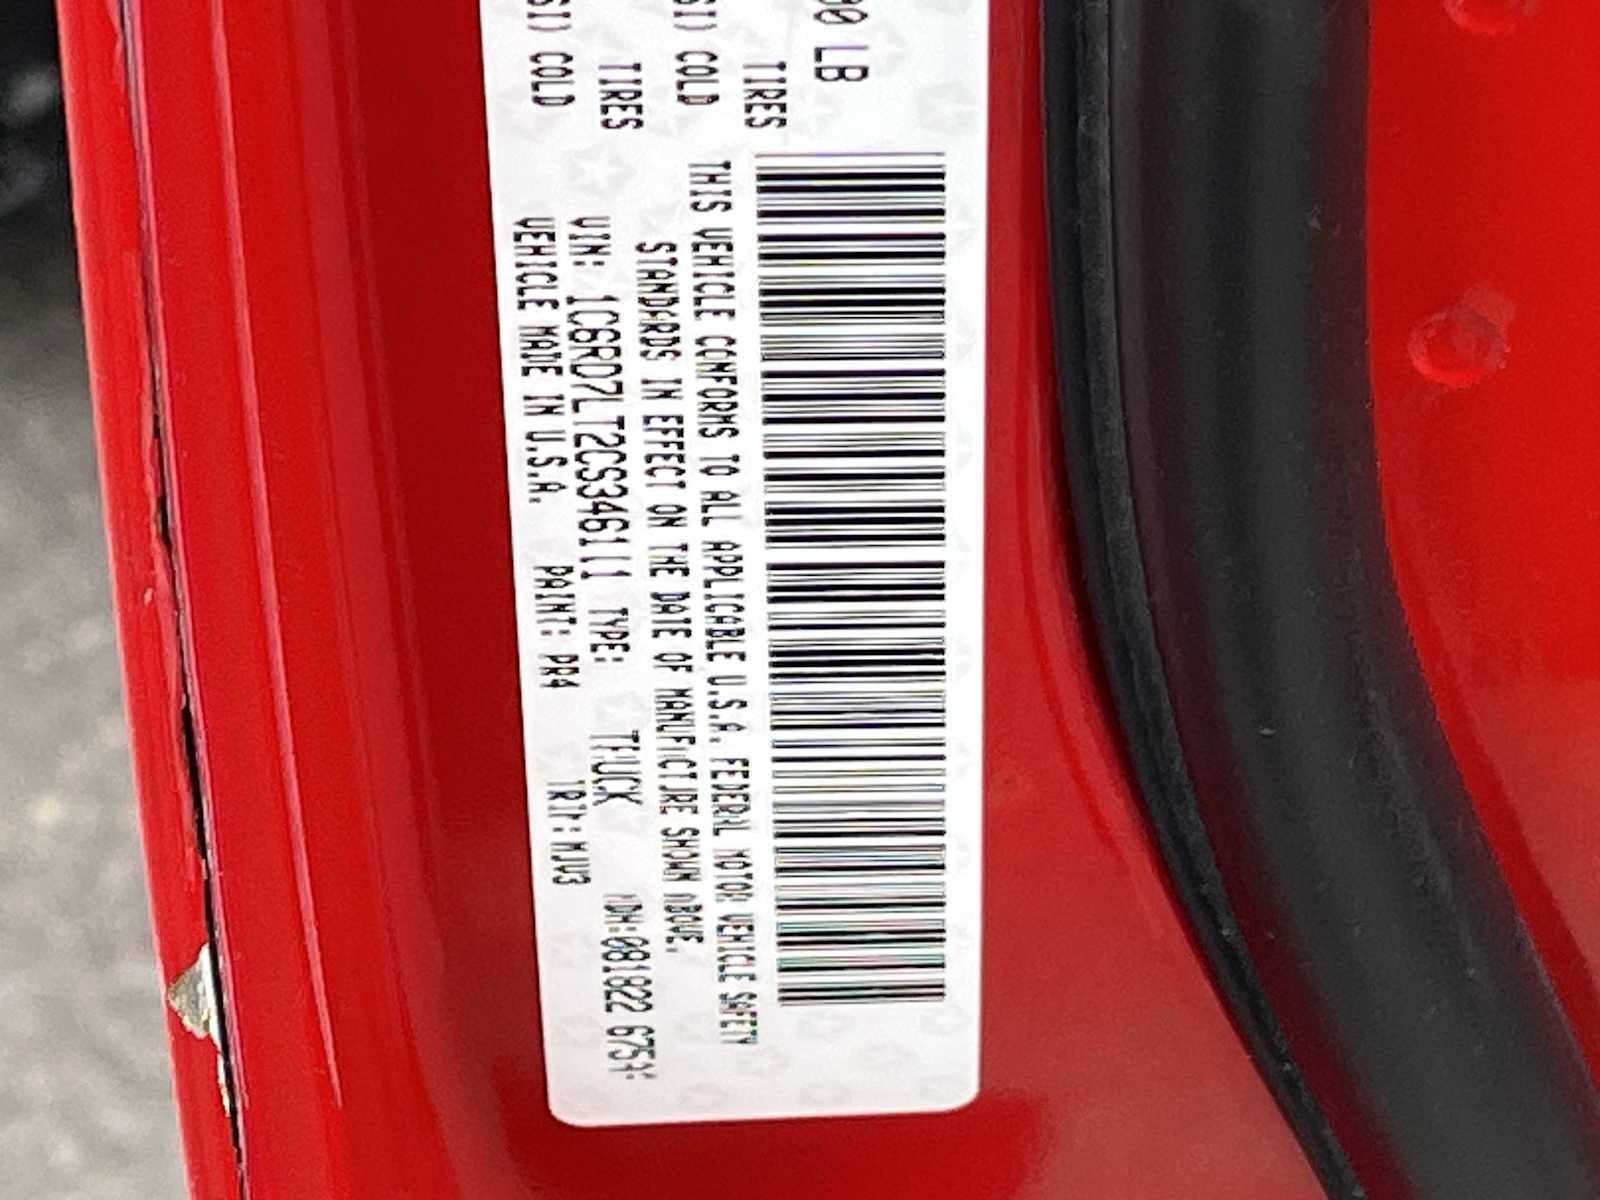 00 LB
TIRES
SI) COLD
TIRES
SI) COLD
THIS VEHICLE CONFORMS TO ALL APPLICABLE U.S.A. FEDERAL MOTOR VEHICLE SAFETY
STANDARDS IN EFFECT ON THE DATE OF MANUFACTURE SHOWN ABOVE.
VIN: 1C6RD7LT2CS346111 TYPE: TRUCK MDH:081822
VEHICLE MADE IN U.S.A. PAINT: PR4 TRIM:MJV3